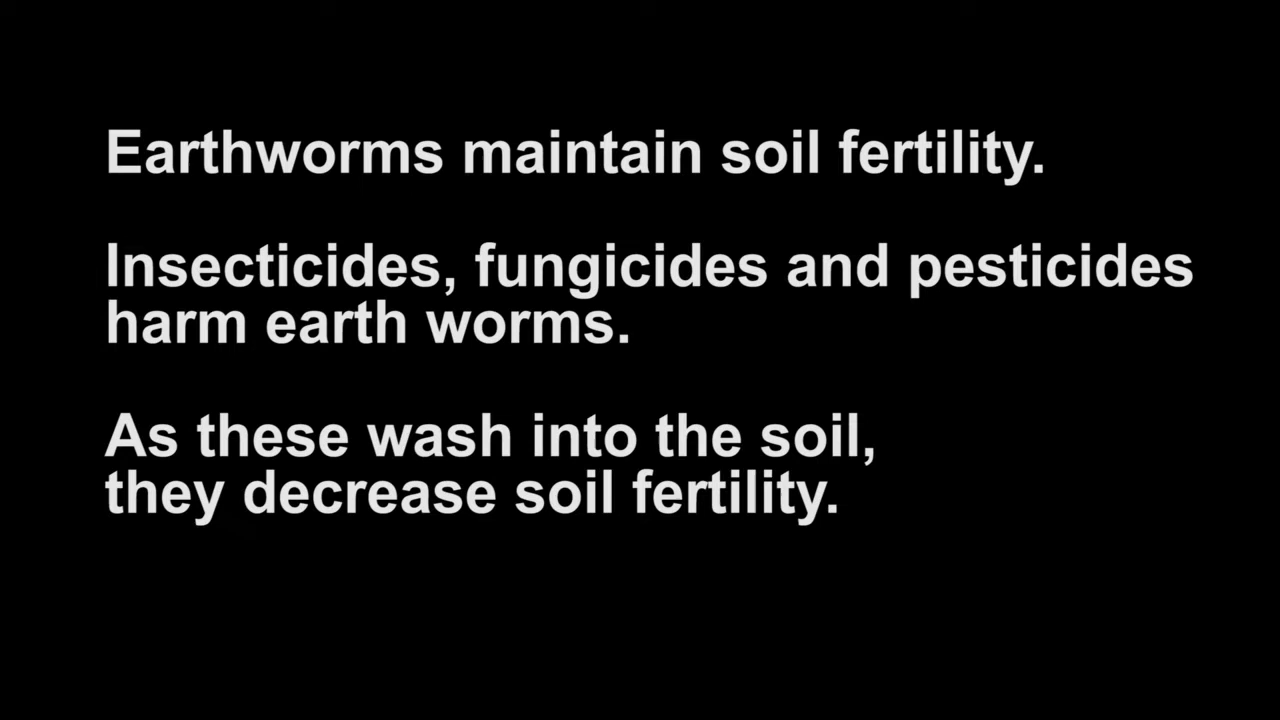 Earthworms maintain soil fertility.
Insecticides, fungicides and pesticides
harm earth worms.
As these wash into the soil,
they decrease soil fertility.